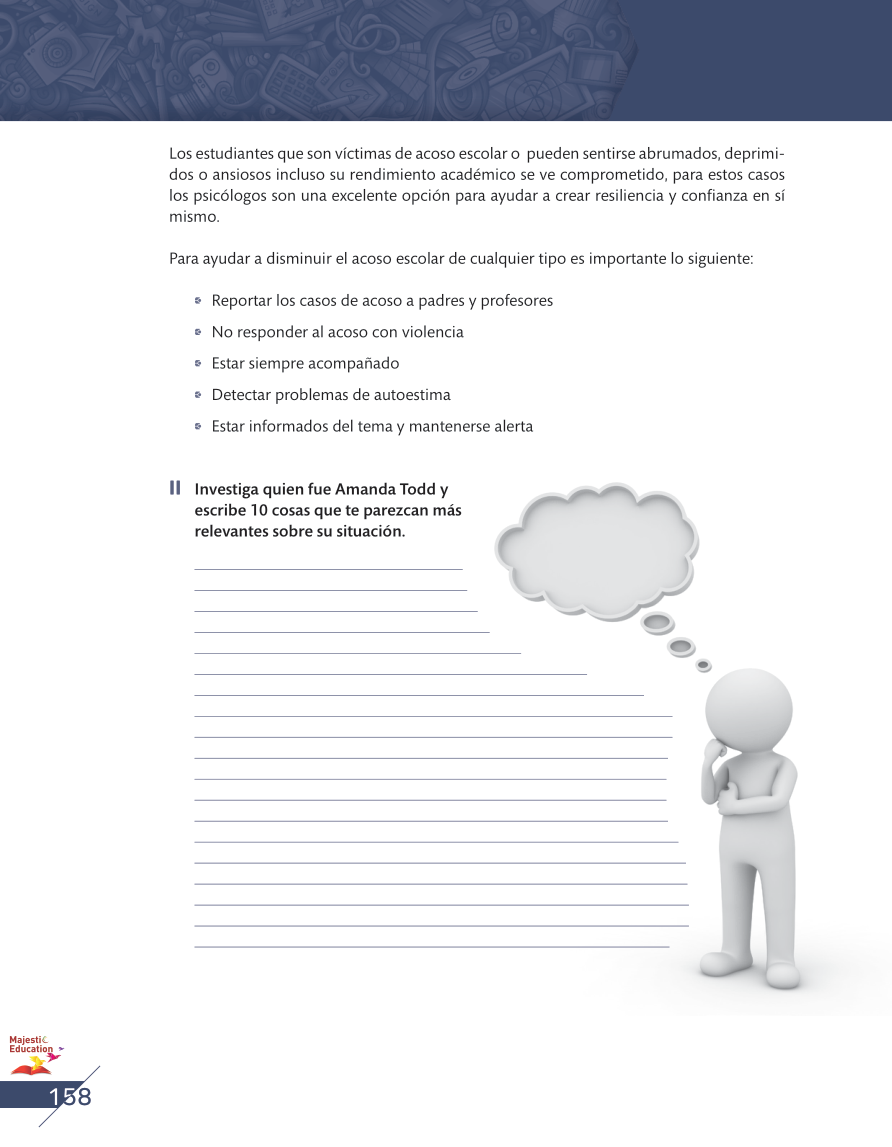 Los estudiantes que son víctimas de acoso escolar o  pueden sentirse abrumados, deprimi-
dos o ansiosos incluso su rendimiento académico se ve comprometido, para estos casos
los psicólogos son una excelente opción para ayudar a crear resiliencia y confianza en sí
mismo.
Para ayudar a disminuir el acoso escolar de cualquier tipo es importante lo siguiente:
Reportar los casos de acoso a padres y profesores
No responder al acoso con violencia
Estar siempre acompañado
Detectar problemas de autoestima
Estar informados del tema y mantenerse alerta
II Investiga quien fue Amanda Todd y
escribe 10 cosas que te parezcan más
relevantes sobre su situación.
Majestic
Education
158